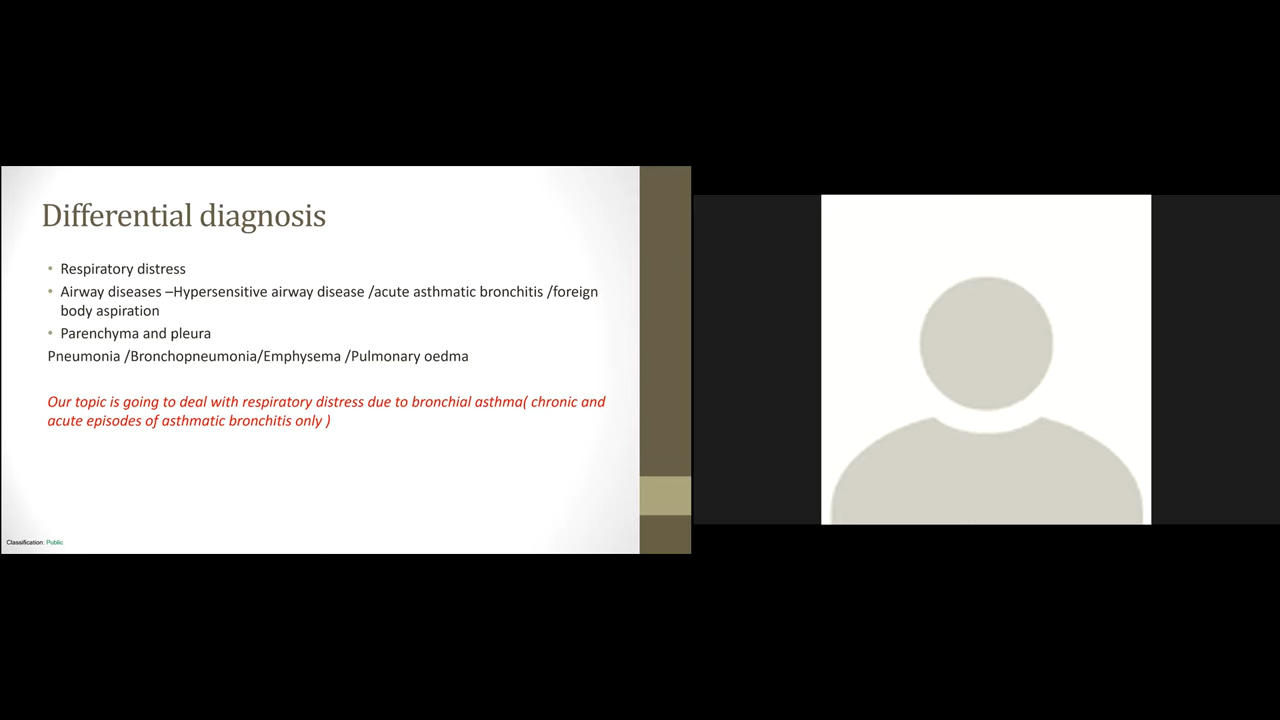 Differential diagnosis
• Respiratory distress
• Airway diseases –Hypersensitive airway disease /acute asthmatic bronchitis /foreign
body aspiration
• Parenchyma and pleura
Pneumonia /Bronchopneumonia/Emphysema /Pulmonary oedma
Our topic is going to deal with respiratory distress due to bronchial asthma( chronic and
acute episodes of asthmatic bronchitis only )
Classification: Public